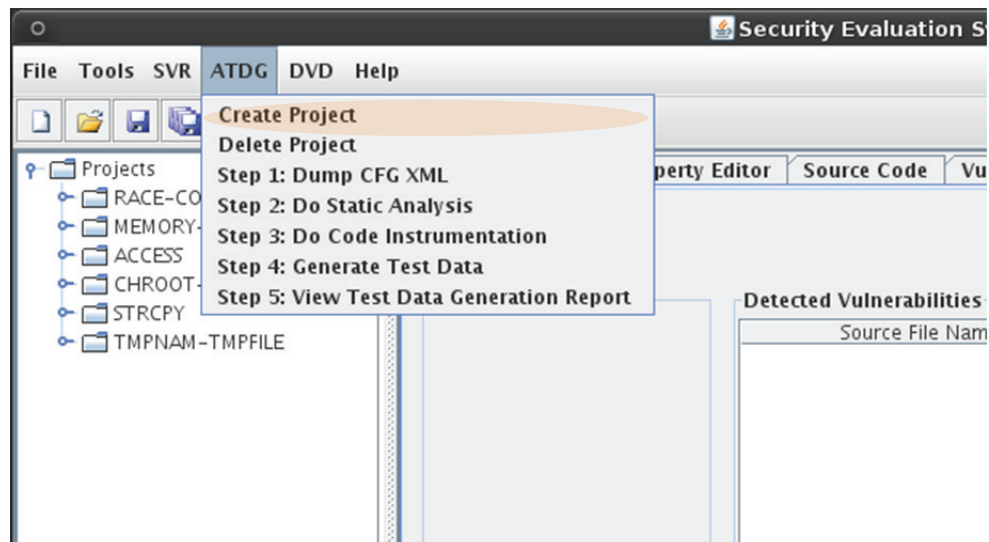 Security Evaluation S
File Tools SVR ATDG DVD Help
Create Project
Delete Project
Step 1: Dump CFG XML
Step 2: Do Static Analysis
Step 3: Do Code Instrumentation
Step 4: Generate Test Data
Step 5: View Test Data Generation Report
Projects
RACE-CO
MEMORY-
ACCESS
CHROOT-
STRCPY
TMPNAM-TMPFILE
perty Editor Source Code Vu
Detected Vulnerabilities
Source File Nam